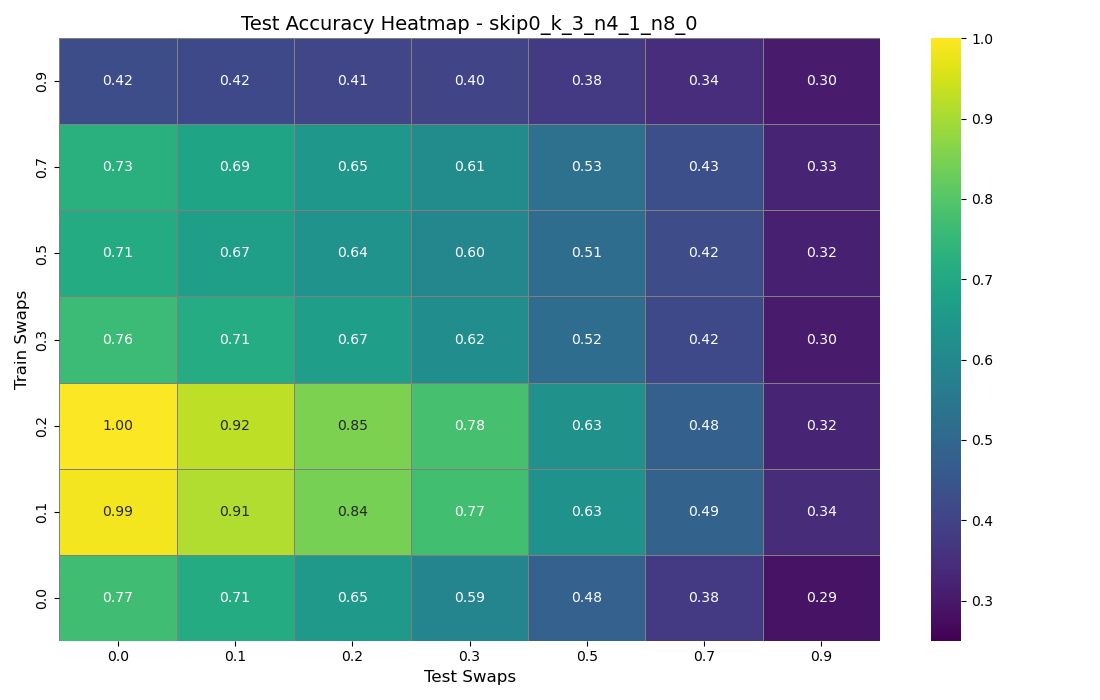 Test Accuracy Heatmap - skip0_k_3_n4_1_n8_0
Train Swaps
0.9 0.42 0.42 0.41 0.40 0.38 0.34 0.30
0.7 0.73 0.69 0.65 0.61 0.53 0.43 0.33
0.5 0.71 0.67 0.64 0.60 0.51 0.42 0.32
0.3 0.76 0.71 0.67 0.62 0.52 0.42 0.30
0.2 1.00 0.92 0.85 0.78 0.63 0.48 0.32
0.1 0.99 0.91 0.84 0.77 0.63 0.49 0.34
0.0 0.77 0.71 0.65 0.59 0.48 0.38 0.29
0.0 0.1 0.2 0.3 0.5 0.7 0.9
Test Swaps
1.0
0.9
0.8
0.7
0.6
0.5
0.4
0.3